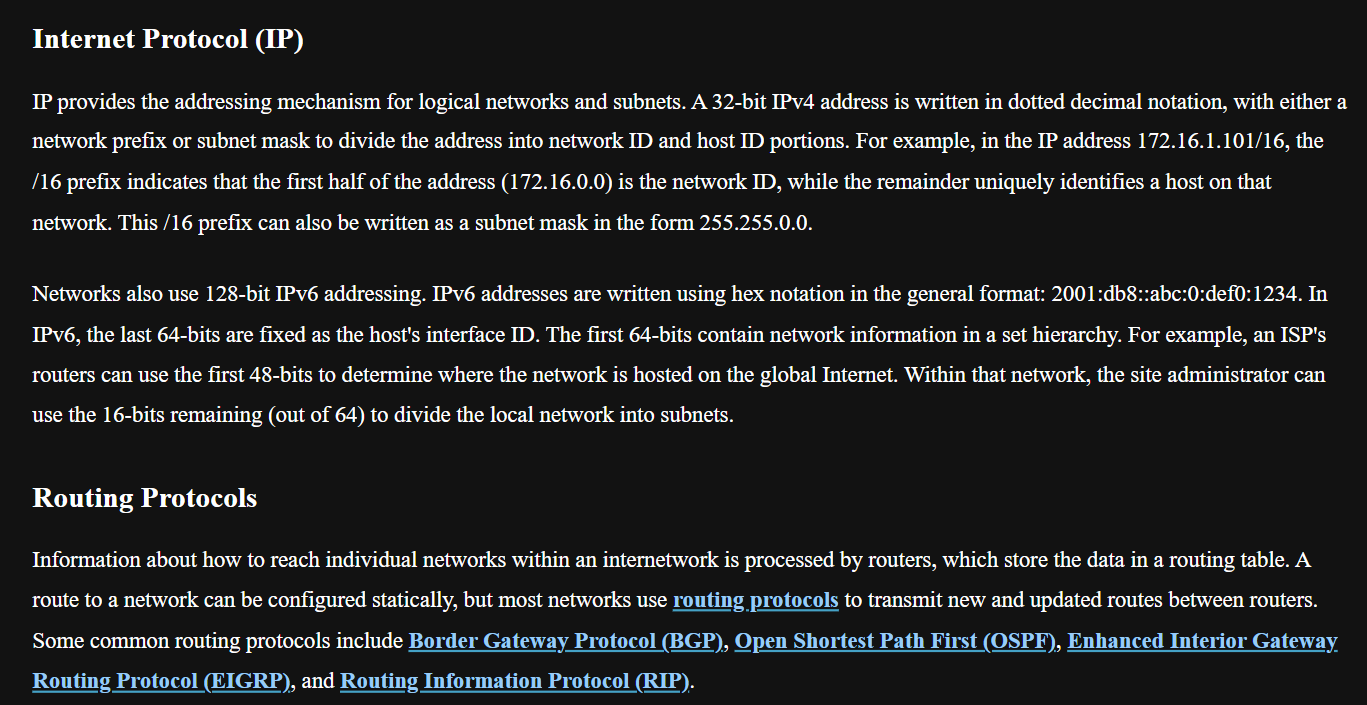 Internet Protocol (IP)
IP provides the addressing mechanism for logical networks and subnets. A 32-bit IPv4 address is written in dotted decimal notation, with either a
network prefix or subnet mask to divide the address into network ID and host ID portions. For example, in the IP address 172.16.1.101/16, the
/16 prefix indicates that the first half of the address (172.16.0.0) is the network ID, while the remainder uniquely identifies a host on that
network. This /16 prefix can also be written as a subnet mask in the form 255.255.0.0.
Networks also use 128-bit IPv6 addressing. IPv6 addresses are written using hex notation in the general format: 2001:db8::abc:0:def0:1234. In
IPv6, the last 64-bits are fixed as the host's interface ID. The first 64-bits contain network information in a set hierarchy. For example, an ISP's
routers can use the first 48-bits to determine where the network is hosted on the global Internet. Within that network, the site administrator can
use the 16-bits remaining (out of 64) to divide the local network into subnets.
Routing Protocols
Information about how to reach individual networks within an internetwork is processed by routers, which store the data in a routing table. A
route to a network can be configured statically, but most networks use routing protocols to transmit new and updated routes between routers.
Some common routing protocols include Border Gateway Protocol (BGP), Open Shortest Path First (OSPF), Enhanced Interior Gateway
Routing Protocol (EIGRP), and Routing Information Protocol (RIP).